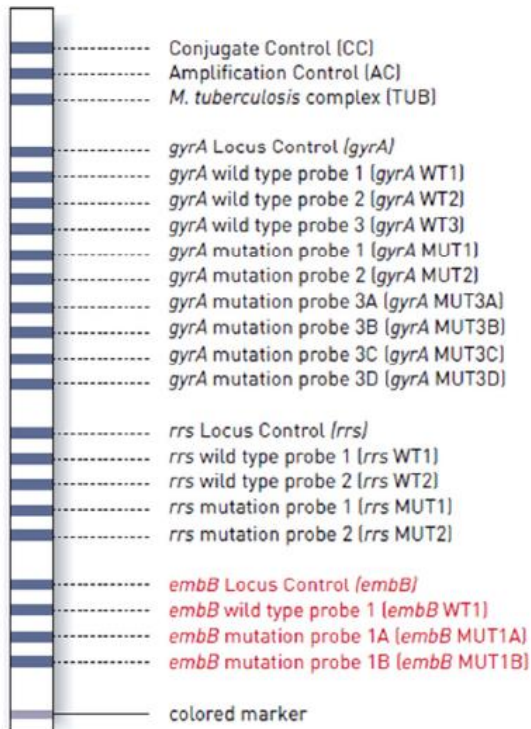 Conjugate Control (CC)
Amplification Control (AC)
M. tuberculosis complex (TUB)
gyrA Locus Control (gyrA)
gyrA wild type probe 1 (gyrA WT1)
gyrA wild type probe 2 (gyrA WT2)
gyrA wild type probe 3 (gyrA WT3)
gyrA mutation probe 1 (gyrA MUT1)
gyrA mutation probe 2 (gyrA MUT2)
gyrA mutation probe 3A (gyrA MUT3A)
gyrA mutation probe 3B (gyrA MUT3B)
gyrA mutation probe 3C (gyrA MUT3C)
gyrA mutation probe 3D (gyrA MUT3D)
rrs Locus Control (rrs)
rrs wild type probe 1 (rrs WT1)
rrs wild type probe 2 (rrs WT2)
rrs mutation probe 1 (rrs MUT1)
rrs mutation probe 2 (rrs MUT2)
embB Locus Control (embB)
embB wild type probe 1 (embB WT1)
embB mutation probe 1A (embB MUT1A)
embB mutation probe 1B (embB MUT1B)
colored marker